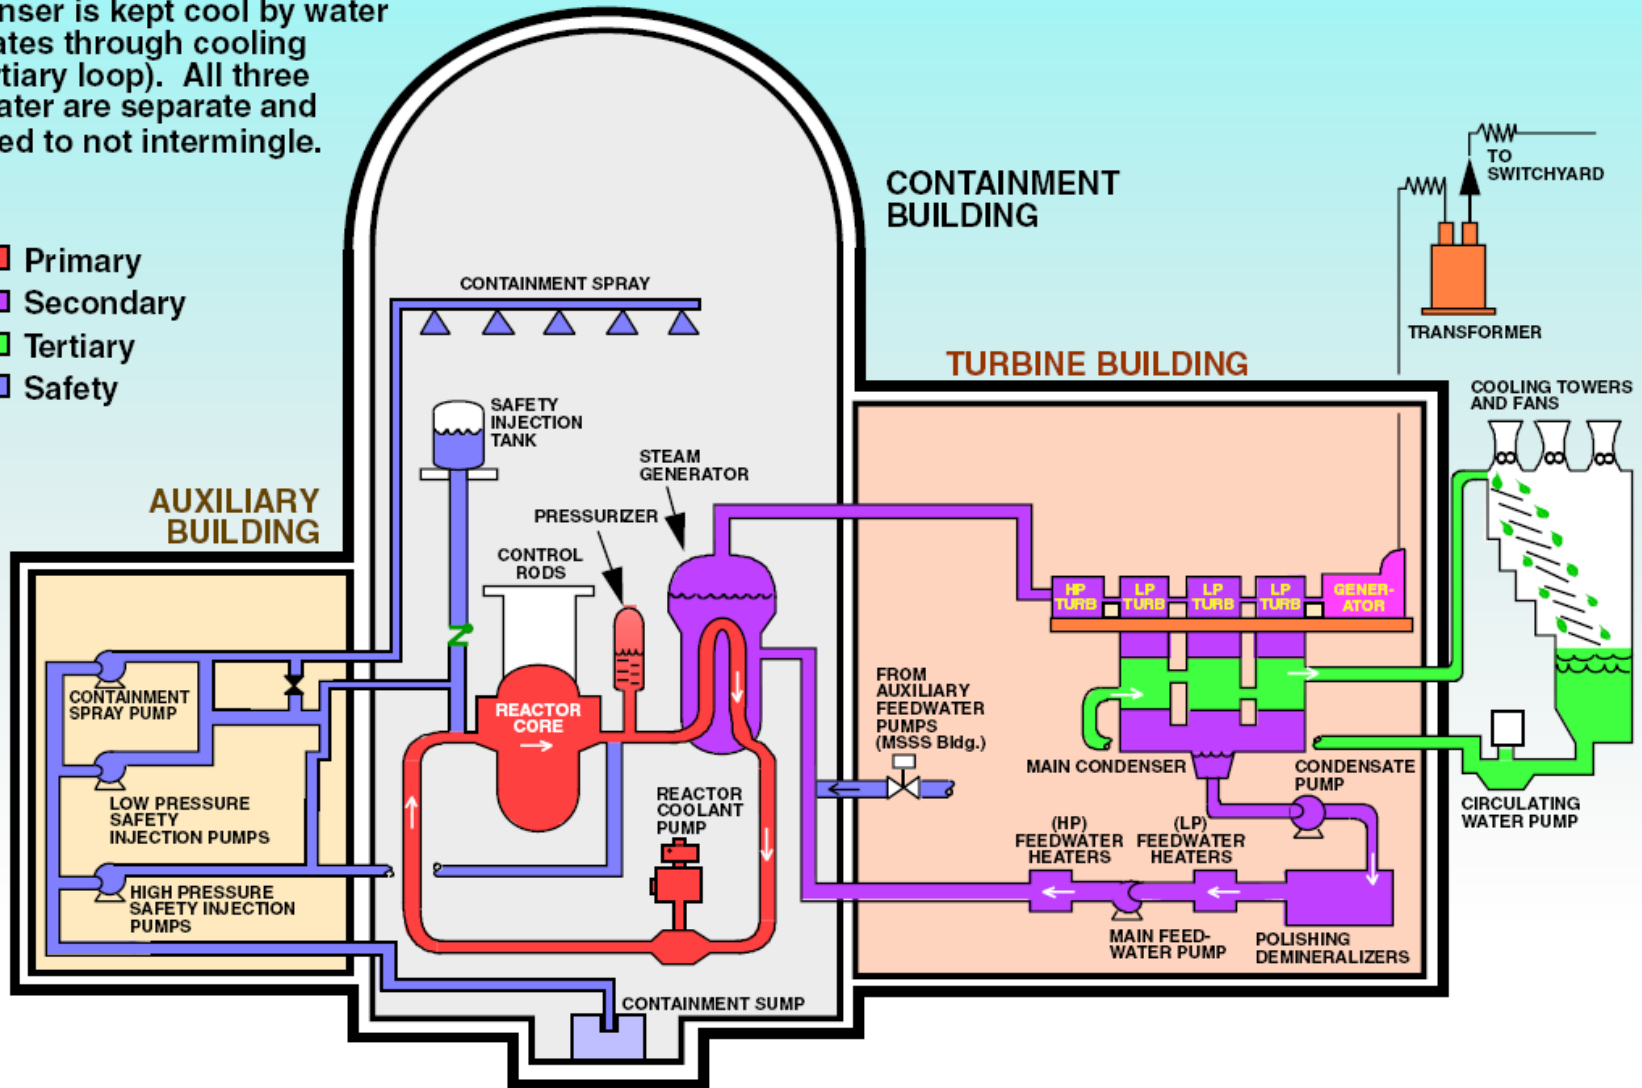 nser is kept cool by water
ates through cooling
rtiary loop). All three
ater are separate and
ed to not intermingle.
Primary
Secondary
Tertiary
Safety
CONTAINMENT
BUILDING
TO
SWITCHYARD
TRANSFORMER
CONTAINMENT SPRAY
TURBINE BUILDING
COOLING TOWERS
AND FANS
SAFETY
INJECTION
TANK
STEAM
GENERATOR
AUXILIARY
BUILDING
PRESSURIZER
CONTROL
RODS
HP
TURB
LP
TURB
LP
TURB
LP
TURB
GENER-
ATOR
CONTAINMENT
SPRAY PUMP
REACTOR
CORE
FROM
AUXILIARY
FEEDWATER
PUMPS
(MSSS Bldg.)
MAIN CONDENSER
CONDENSATE
PUMP
LOW PRESSURE
SAFETY
INJECTION PUMPS
REACTOR
COOLANT
PUMP
CIRCULATING
WATER PUMP
(HP)
FEEDWATER
HEATERS
(LP)
FEEDWATER
HEATERS
HIGH PRESSURE
SAFETY INJECTION
PUMPS
MAIN FEED-
WATER PUMP
POLISHING
DEMINERALIZERS
CONTAINMENT SUMP